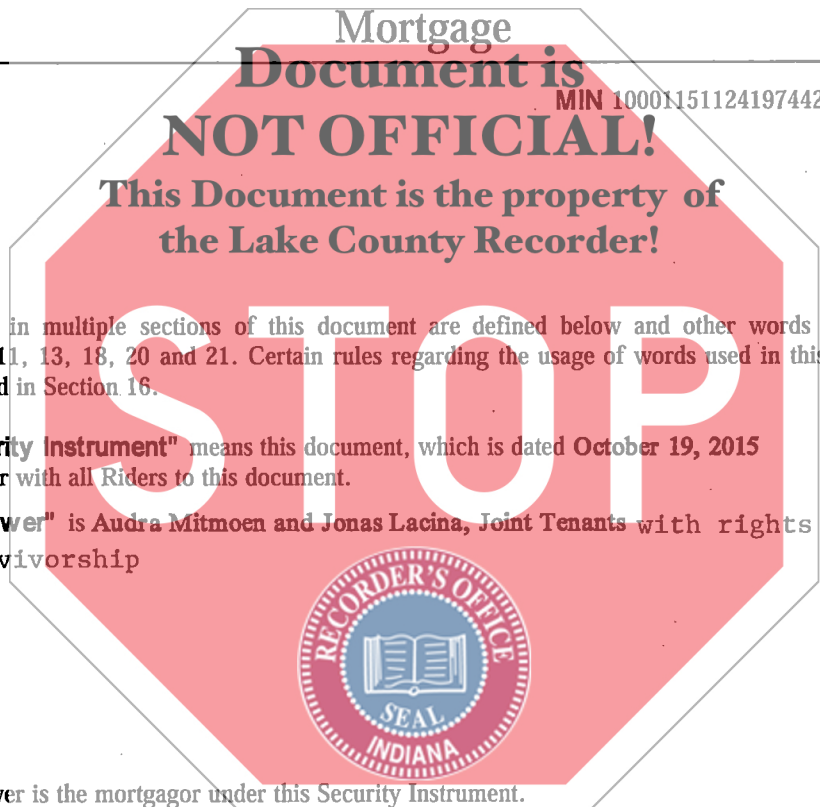 Mortgage
Document is
MIN 10001151124197442
NOT OFFICIAL!
This Document is the property of
the Lake County Recorder!
in multiple sections of this document are defined below and other words
11, 13, 18, 20 and 21. Certain rules regarding the usage of words used in this
d in Section 16.
rity Instrument" means this document, which is dated October 19, 2015
r with all Riders to this document.
wer" is Audra Mitmoen and Jonas Lacina, Joint Tenants with rights
vivorship
STOP
RECORDER'S OFFICE
SEAL
INDIANA
er is the mortgagor under this Security Instrument.